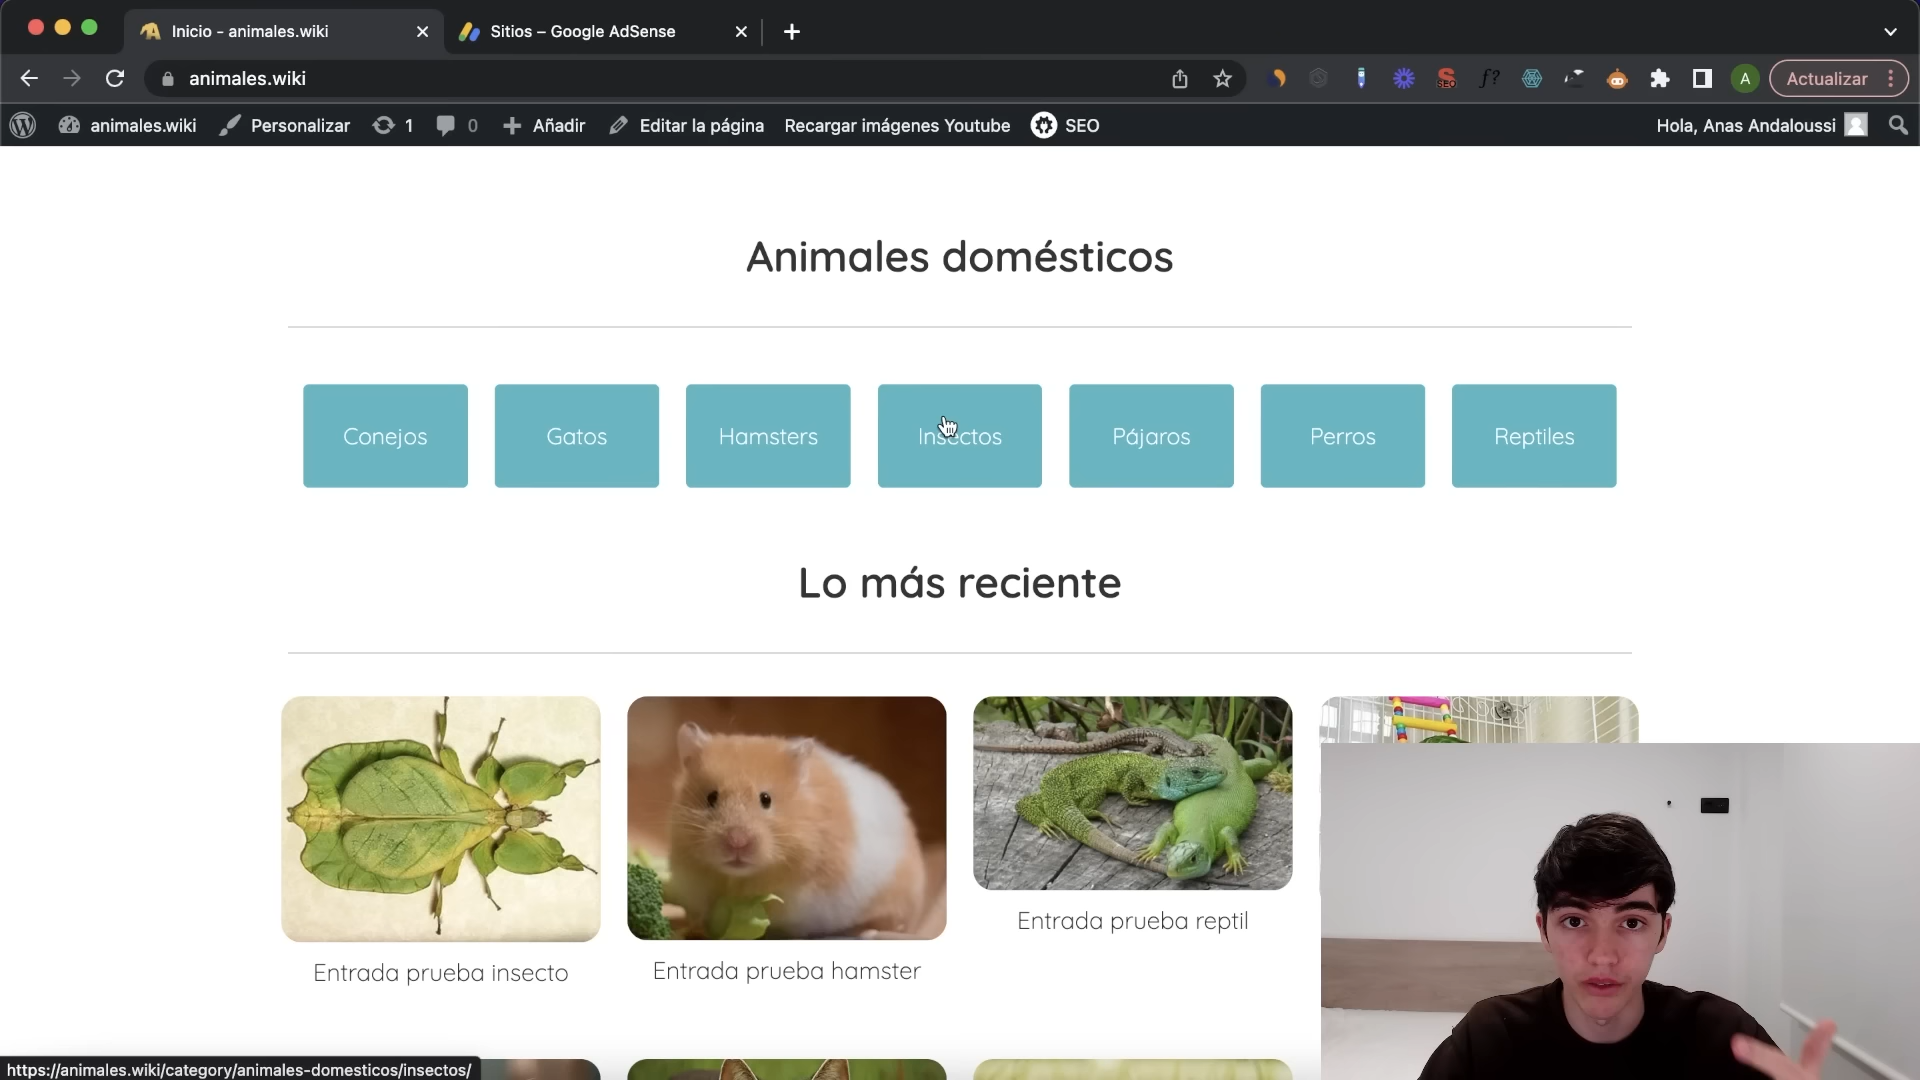 Inicio - animales.wiki
Sitios – Google AdSense
animales.wiki
SEO
f?
A
Actualizar
animales.wiki
Personalizar
1
0
Añadir
Editar la página
Recargar imágenes Youtube
SEO
Hola, Anas Andaloussi
Animales domésticos
Conejos
Gatos
Hamsters
Insectos
Pájaros
Perros
Reptiles
Lo más reciente
Entrada prueba reptil
Entrada prueba insecto
Entrada prueba hamster
https://animales.wiki/category/animales-domesticos/insectos/